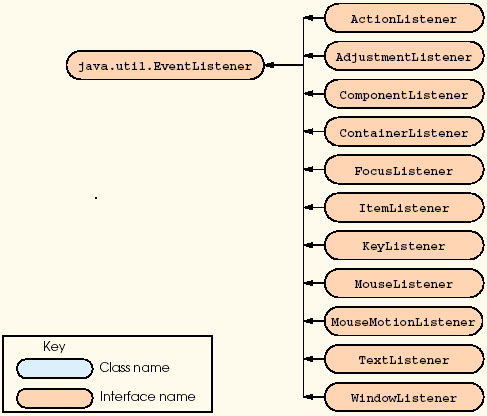 ActionListener
java.util.EventListener
AdjustmentListener
ComponentListener
ContainerListener
FocusListener
ItemListener
KeyListener
MouseListener
MouseMotionListener
TextListener
WindowListener
Key
Class name
Interface name